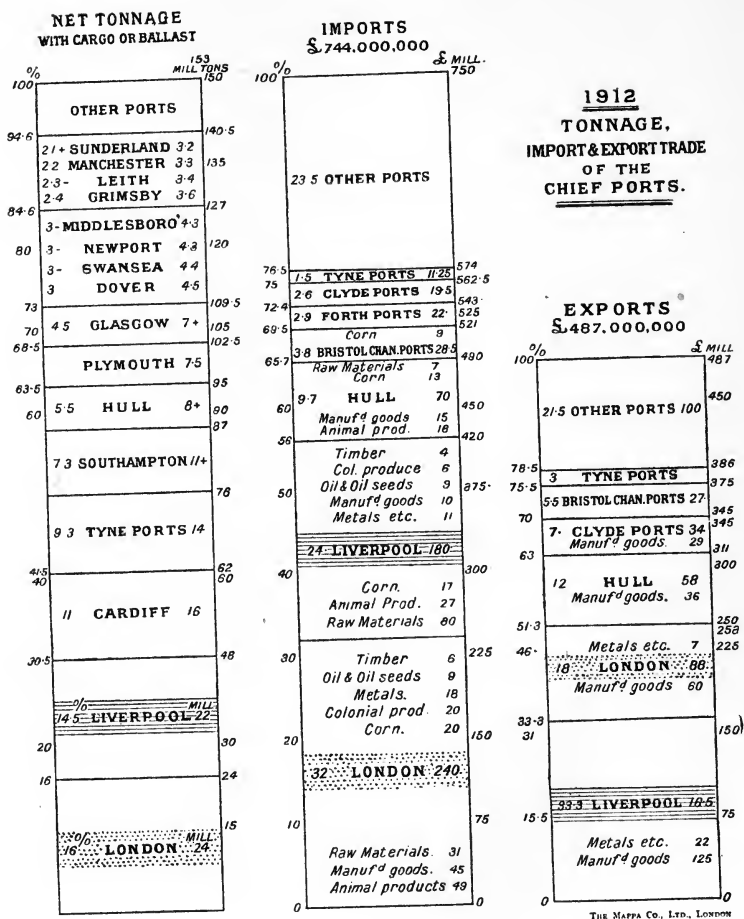 NET TONNAGE
WITH CARGO OR BALLAST
% 153
MILL TONS
100 150
OTHER PORTS
94.6 140.5
2·1+ SUNDERLAND 3·2
2·2 MANCHESTER 3·3 135
2·3- LEITH 3·4
2·4 GRIMSBY 3·6
84.6 127
3- MIDDLESBORO' 4·3
80 3- NEWPORT 4·3 120
3- SWANSEA 4·4
3 DOVER 4·5
73 109·5
70 4·5 GLASGOW 7+ 105
68·5 102·5
PLYMOUTH 7·5
63·5 95
60 5·5 HULL 8+ 90
87
7·3 SOUTHAMPTON 11+
76
9·3 TYNE PORTS 14
41·5 62
40 60
11 CARDIFF 16
30·5 48
% MILL
14·5 LIVERPOOL 22
20 30
16 24
15
% MILL
16 LONDON 24
IMPORTS
£744.000,000
% £ MILL.
100 750
23·5 OTHER PORTS
76·5 574
1·5 TYNE PORTS 11·25
75 562·5
2·6 CLYDE PORTS 19·5
72·4 543·
2·9 FORTH PORTS 22· 525
69·5 521
Corn 9
3·8 BRISTOL CHAN. PORTS 28·5
65·7 490
Raw Materials 7
Corn 13
60 9·7 HULL 70 450
Manufd goods 15
Animal prod. 18
56 420
Timber 4
Col. produce 6
50 Oil & Oil seeds 9 375·
Manufd goods 10
Metals etc. 11
24· LIVERPOOL 180·
40 300
Corn. 17
Animal Prod. 27
Raw Materials 80
30 Timber 6 225
Oil & Oil seeds 9
Metals. 18
Colonial prod. 20
Corn. 20
20 150
32 LONDON 240
10 75
Raw Materials. 31
Manufd goods. 45
Animal products 49
0 0
1912
TONNAGE,
IMPORT & EXPORT TRADE
OF THE
CHIEF PORTS.
EXPORTS
£487.000,000
% £ MILL
100 487
21·5 OTHER PORTS 100 450
78·5 386
3 TYNE PORTS
75·5 375
5·5 BRISTOL CHAN. PORTS 27·
70 345
7· CLYDE PORTS 34 345
Manufd goods. 29
63 311
300
12 HULL 58
Manufd goods. 36
51·3 250
250
46· Metals etc. 7 225
18 LONDON 88
Manufd goods 60
33·3
31 150
33·3 LIVERPOOL 16·5
15·5 75
Metals etc. 22
Manufd goods 125
0 0
THE MAPPA CO., LTD., LONDON